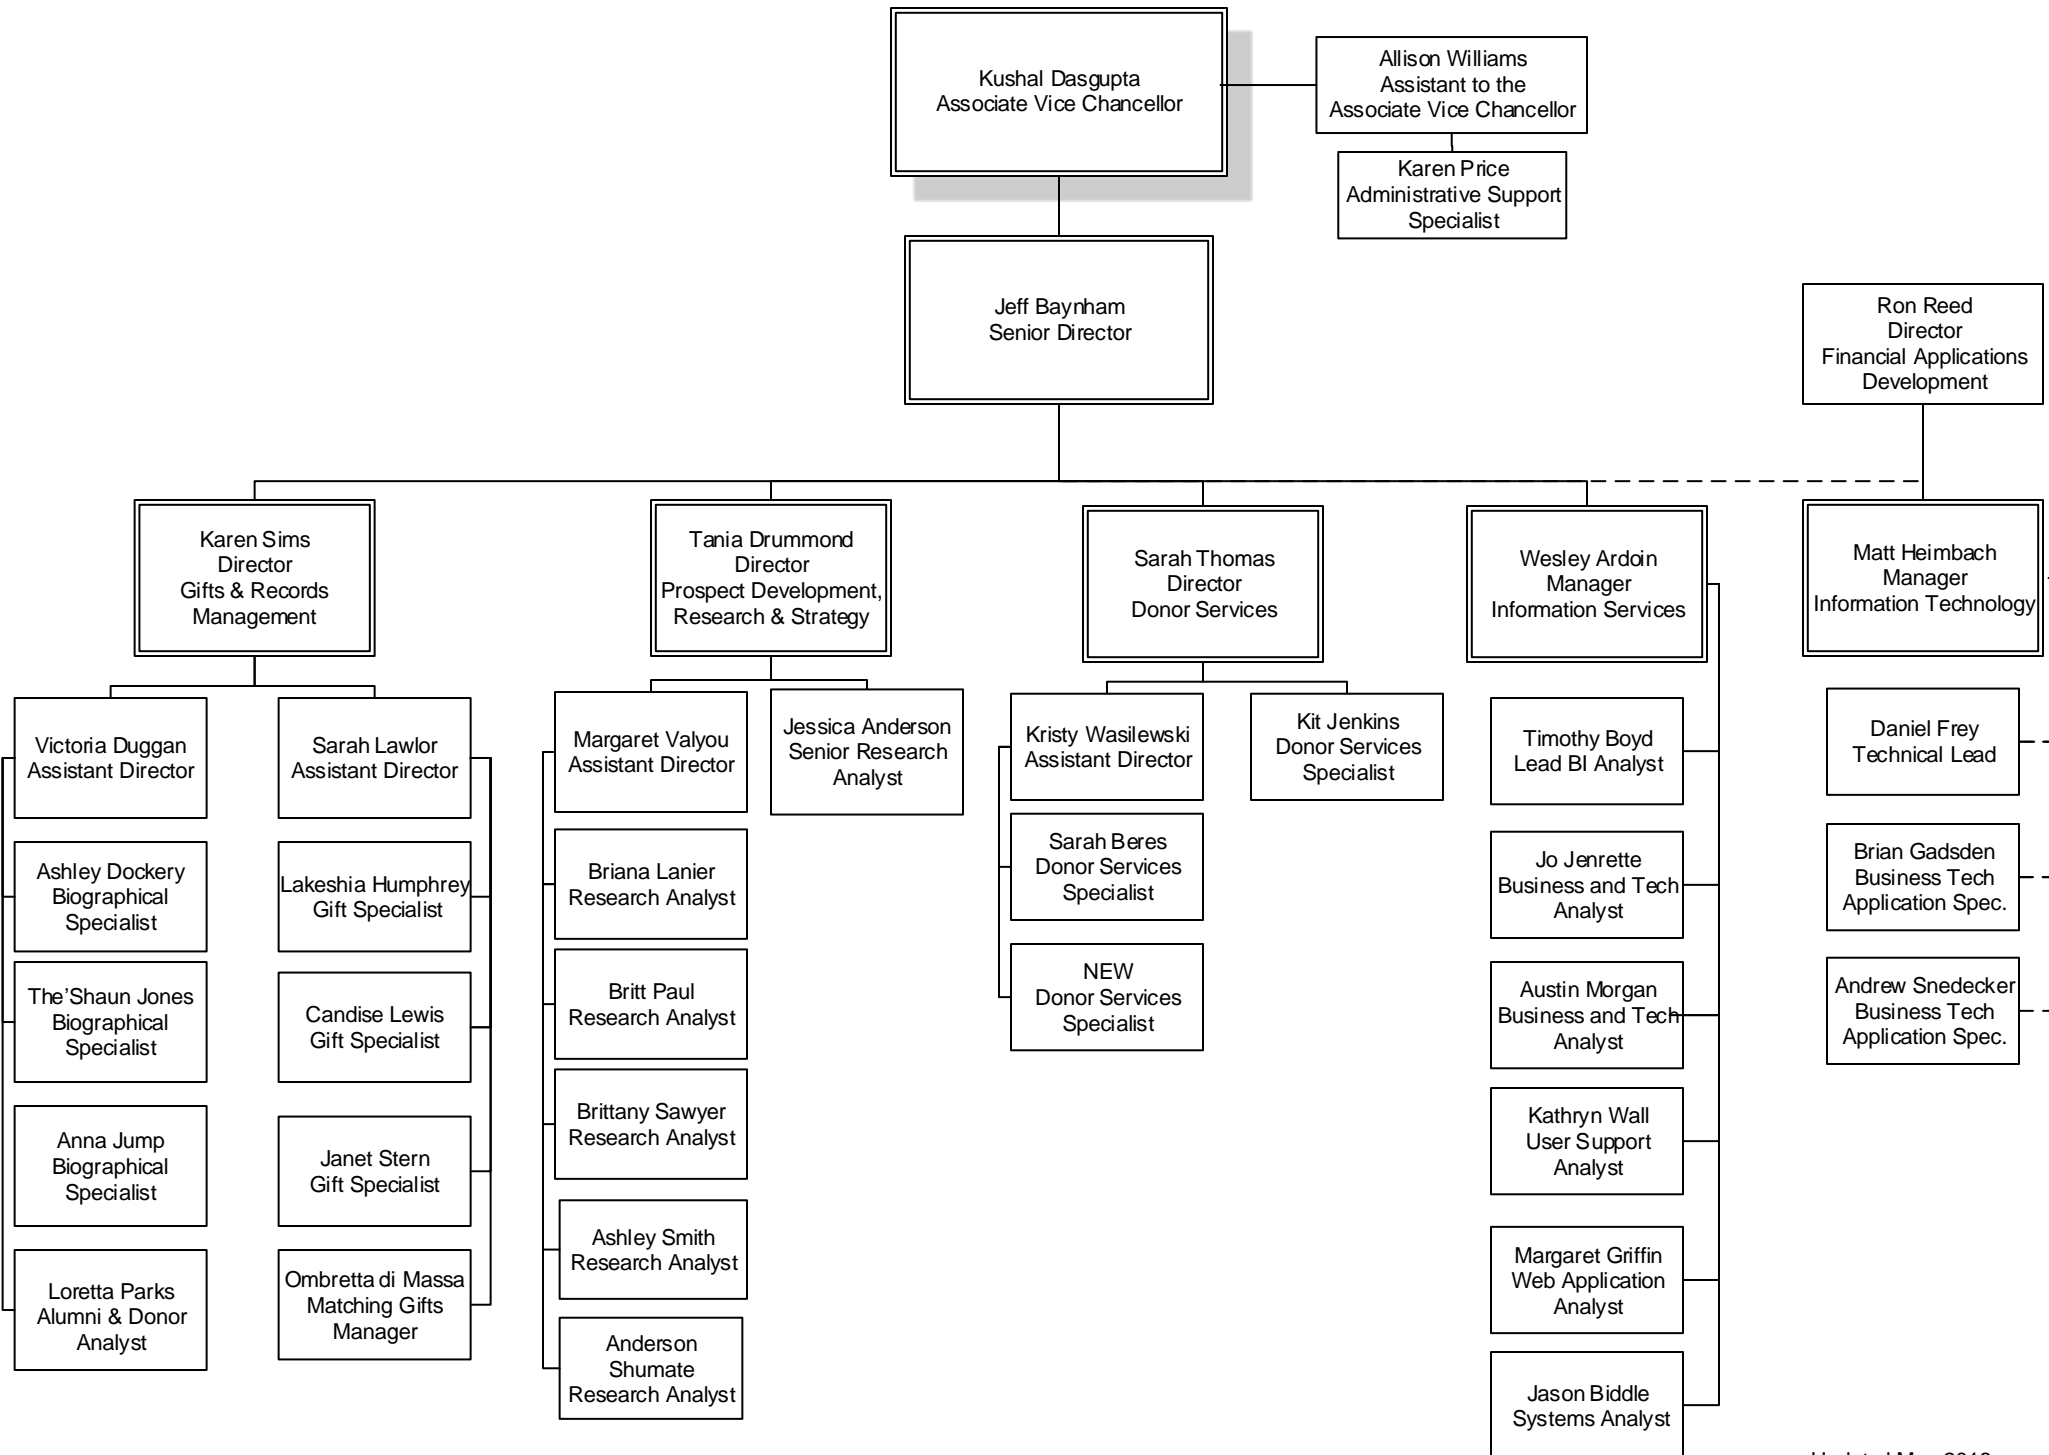 Kushal Dasgupta
Associate Vice Chancellor
Allison Williams
Assistant to the
Associate Vice Chancellor
Karen Price
Administrative Support
Specialist
Jeff Baynham
Senior Director
Ron Reed
Director
Financial Applications
Development
Karen Sims
Director
Gifts & Records
Management
Tania Drummond
Director
Prospect Development,
Research & Strategy
Sarah Thomas
Director
Donor Services
Wesley Ardoin
Manager
Information Services
Matt Heimbach
Manager
Information Technology
Victoria Duggan
Assistant Director
Ashley Dockery
Biographical
Specialist
The'Shaun Jones
Biographical
Specialist
Anna Jump
Biographical
Specialist
Loretta Parks
Alumni & Donor
Analyst
Sarah Lawlor
Assistant Director
Lakeshia Humphrey
Gift Specialist
Candise Lewis
Gift Specialist
Janet Stern
Gift Specialist
Ombretta di Massa
Matching Gifts
Manager
Margaret Valyou
Assistant Director
Briana Lanier
Research Analyst
Britt Paul
Research Analyst
Brittany Sawyer
Research Analyst
Ashley Smith
Research Analyst
Anderson
Shumate
Research Analyst
Jessica Anderson
Senior Research
Analyst
Kristy Wasilewski
Assistant Director
Sarah Beres
Donor Services
Specialist
NEW
Donor Services
Specialist
Kit Jenkins
Donor Services
Specialist
Timothy Boyd
Lead BI Analyst
Jo Jenrette
Business and Tech
Analyst
Austin Morgan
Business and Tech
Analyst
Kathryn Wall
User Support
Analyst
Margaret Griffin
Web Application
Analyst
Jason Biddle
Systems Analyst
Daniel Frey
Technical Lead
Brian Gadsden
Business Tech
Application Spec.
Andrew Snedecker
Business Tech
Application Spec.